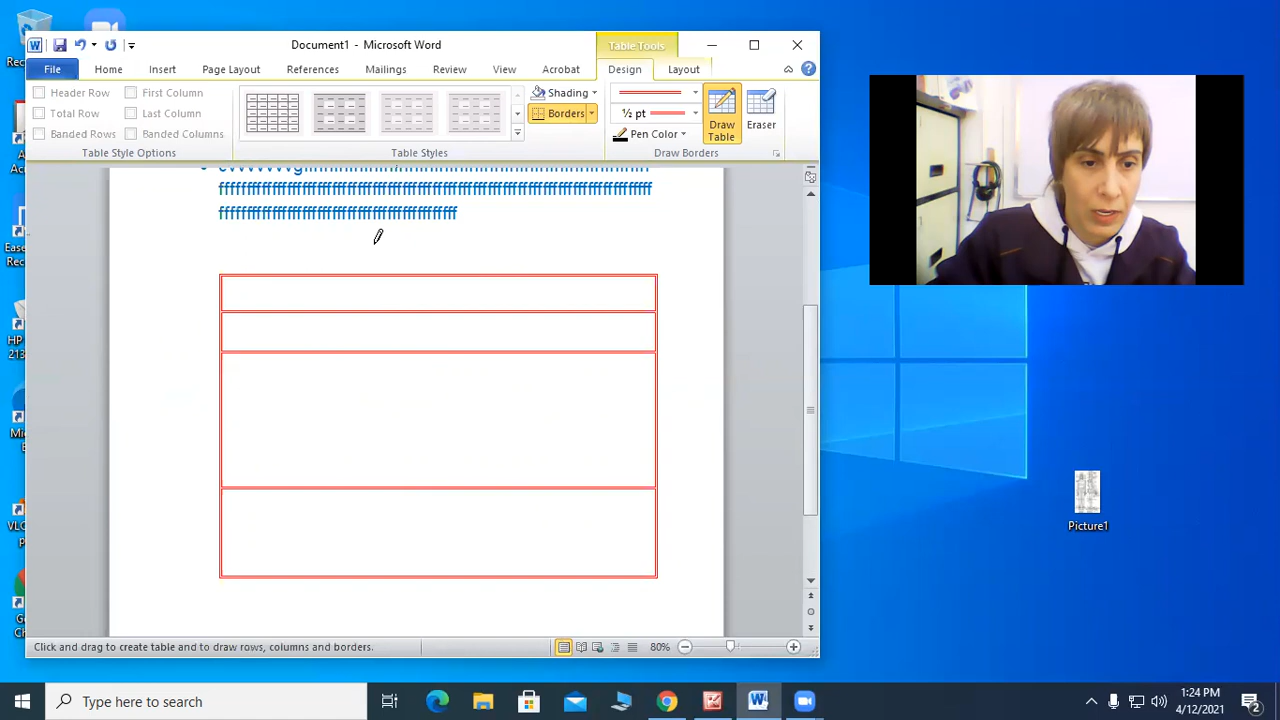 Document1 - Microsoft Word
Table Tools
File
Home
Insert
Page Layout
References
Mailings
Review
View
Acrobat
Design
Layout
Header Row
First Column
Total Row
Last Column
Banded Rows
Banded Columns
Table Style Options
Table Styles
Shading
Borders
½ pt
Pen Color
Draw
Table
Eraser
Draw Borders
Picture1
Click and drag to create table and to draw rows, columns and borders.
80%
Type here to search
1:24 PM
4/12/2021
2